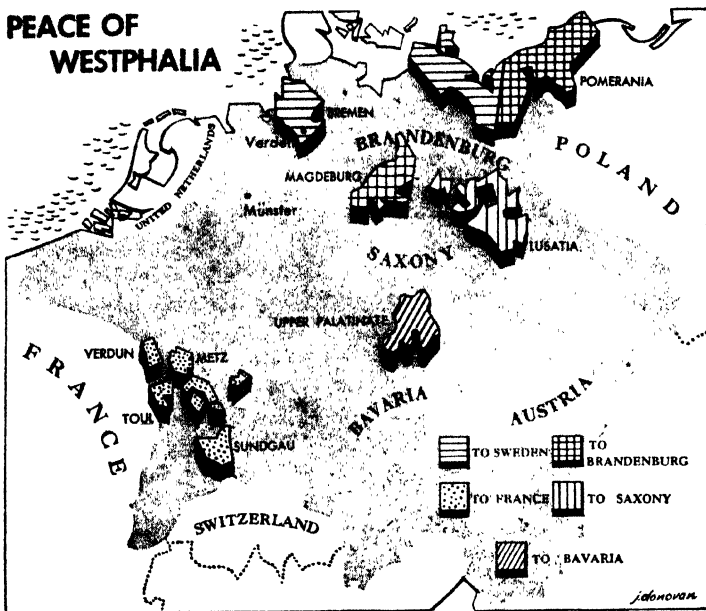 PEACE OF
WESTPHALIA
POMERANIA
BREMEN
Verden
BRANDENBURG
POLAND
UNITED NETHERLANDS
MAGDEBURG
Münster
LUSATIA
SAXONY
UPPER PALATINATE
VERDUN
METZ
FRANCE
TOUL
BAVARIA
AUSTRIA
SUNDGAU
TO SWEDEN
TO
BRANDENBURG
TO FRANCE
TO SAXONY
SWITZERLAND
TO BAVARIA
j.donovan